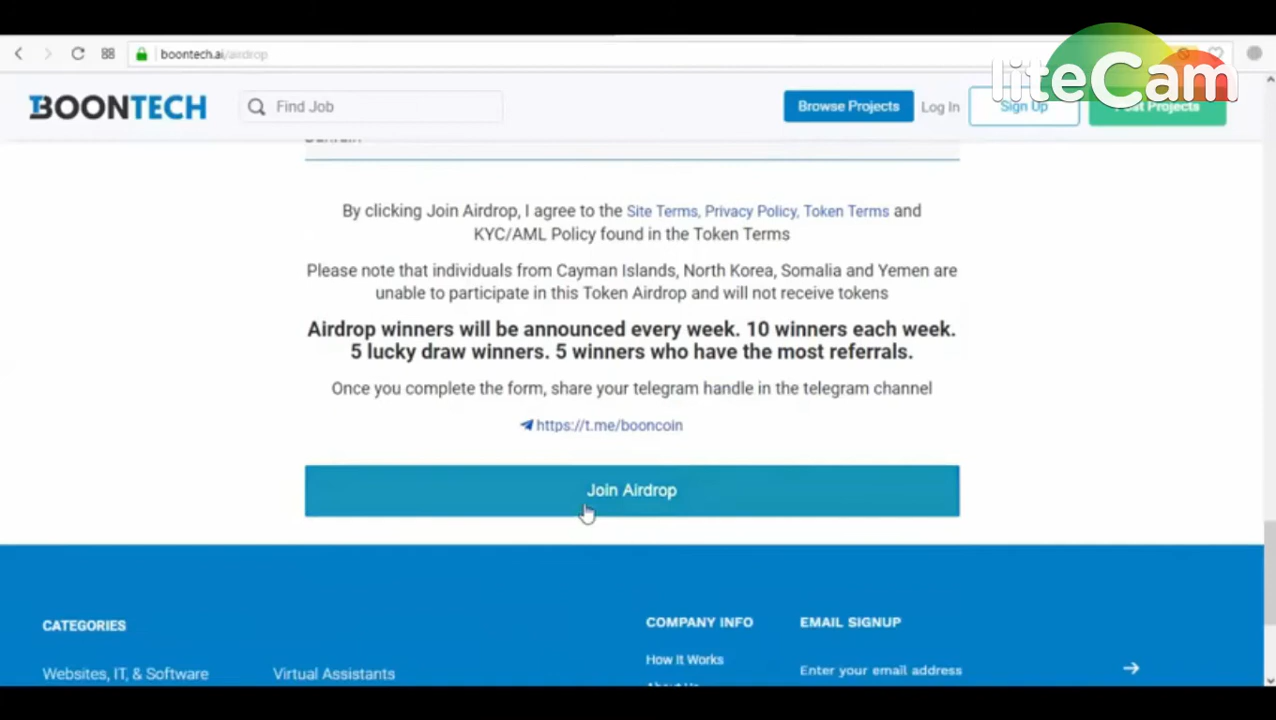 boontech.ai/airdrop
liteCam
BOONTECH
Find Job
Browse Projects
Log In
Sign Up
Post Projects
By clicking Join Airdrop, I agree to the Site Terms, Privacy Policy, Token Terms and
KYC/AML Policy found in the Token Terms
Please note that individuals from Cayman Islands, North Korea, Somalia and Yemen are
unable to participate in this Token Airdrop and will not receive tokens
Airdrop winners will be announced every week. 10 winners each week.
5 lucky draw winners. 5 winners who have the most referrals.
Once you complete the form, share your telegram handle in the telegram channel
https://t.me/booncoin
Join Airdrop
CATEGORIES
COMPANY INFO
EMAIL SIGNUP
How It Works
Enter your email address
Websites, IT, & Software
Virtual Assistants